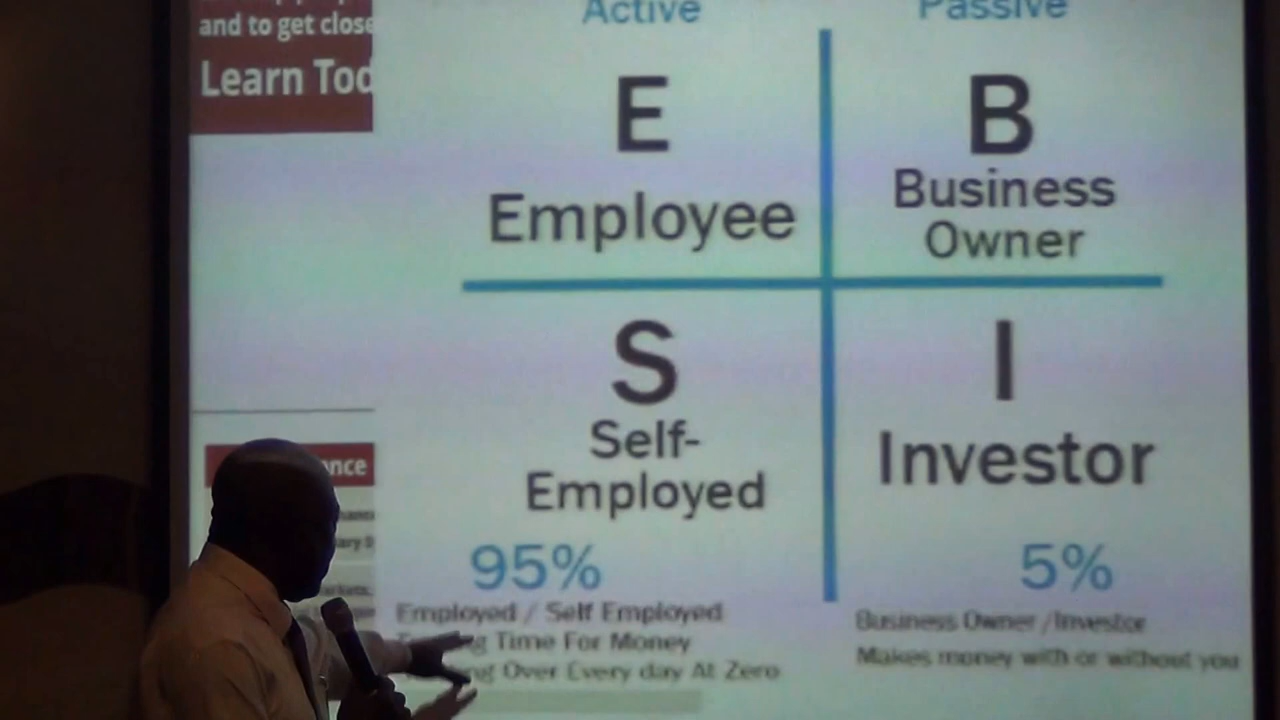 and to get close
Learn Tod
nce
Active
Passive
E
Employee
B
Business
Owner
S
Self-
Employed
I
Investor
95%
Employed / Self Employed
Time For Money
Over Every day At Zero
5%
Business Owner / Investor
Makes money with or without you